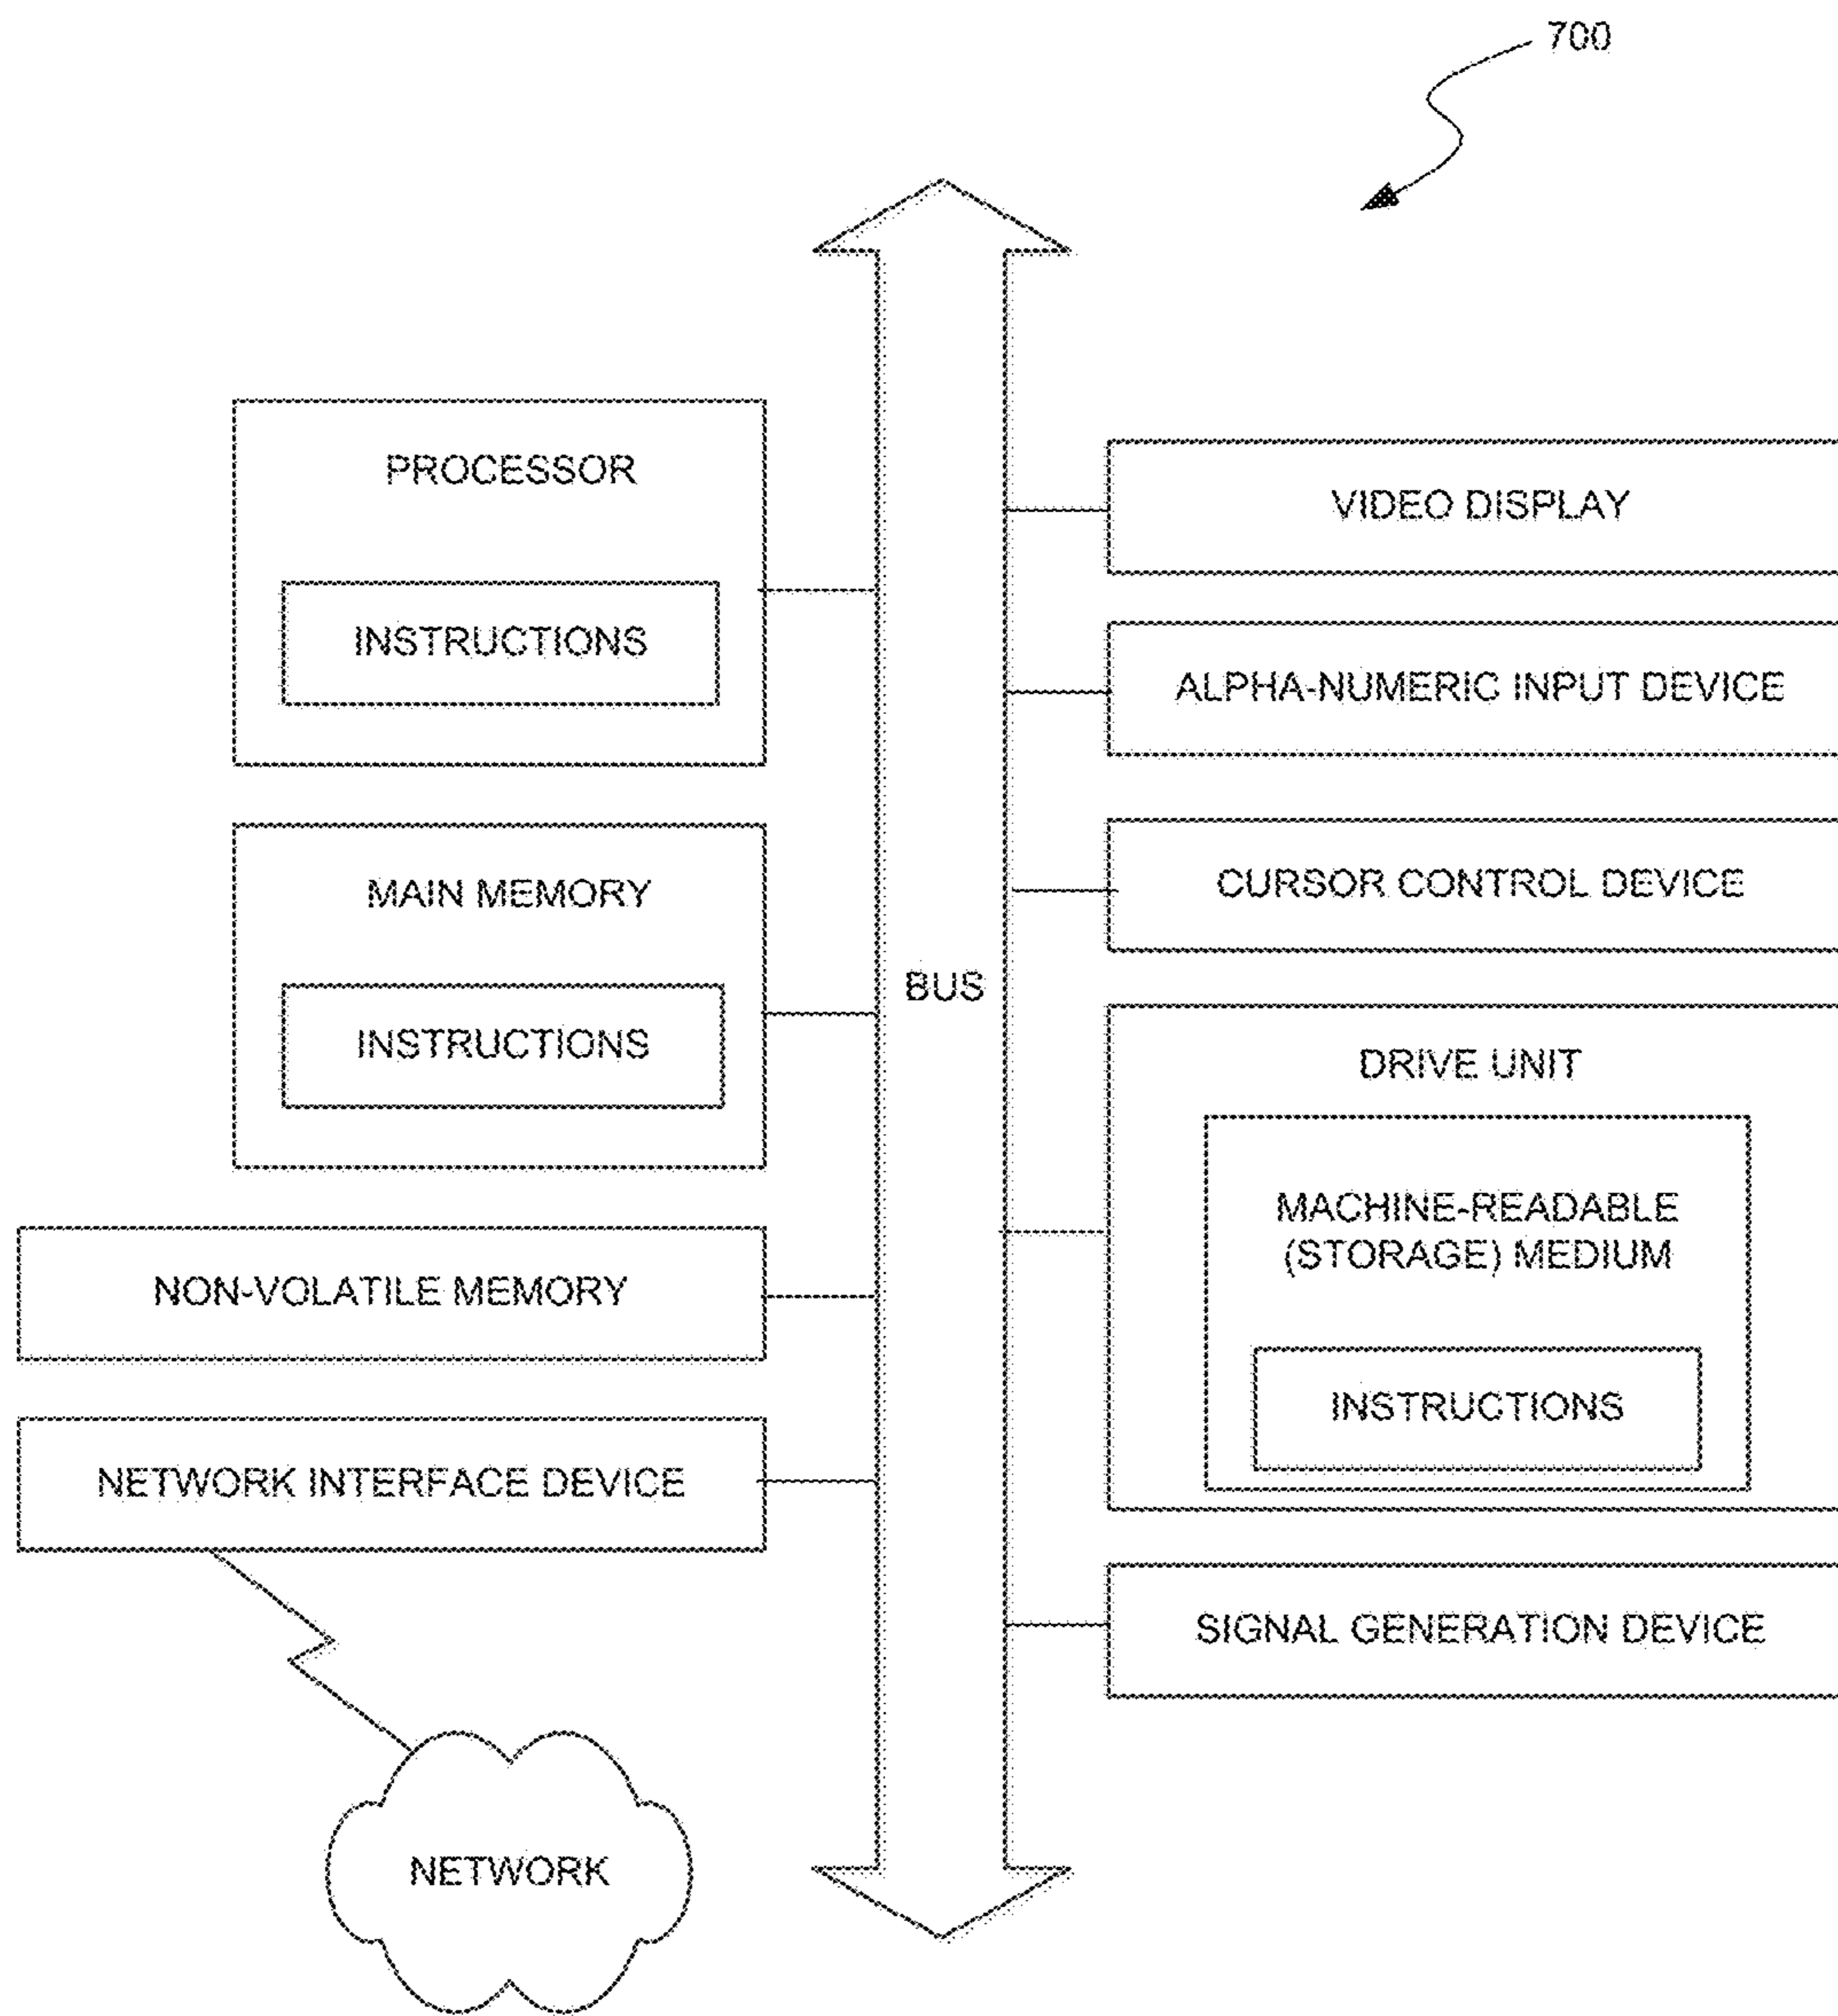 700
PROCESSOR
INSTRUCTIONS
MAIN MEMORY
INSTRUCTIONS
NON-VOLATILE MEMORY
NETWORK INTERFACE DEVICE
NETWORK
BUS
VIDEO DISPLAY
ALPHA-NUMERIC INPUT DEVICE
CURSOR CONTROL DEVICE
DRIVE UNIT
MACHINE-READABLE
(STORAGE) MEDIUM
INSTRUCTIONS
SIGNAL GENERATION DEVICE